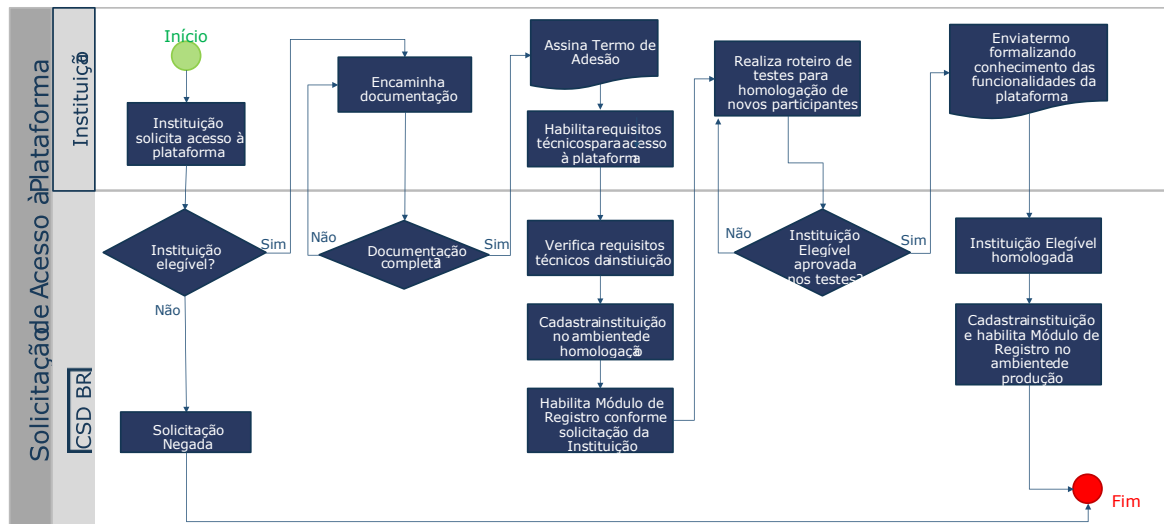 Solicitação de Acesso à Plataforma
Instituição
CSD BR
Início
Instituição
solicita acesso à
plataforma
Instituição
elegível?
Sim
Não
Solicitação
Negada
Encaminha
documentação
Documentação
completa?
Não
Sim
Assina Termo de
Adesão
Habilita requisitos
técnicos para acesso
à plataforma
Verifica requisitos
técnicos da instiuição
Cadastra instituição
no ambiente de
homologação
Habilita Módulo de
Registro conforme
solicitação da
Instituição
Realiza roteiro de
testes para
homologação de
novos participantes
Instituição
Elegível
aprovada
nos testes?
Não
Sim
Envia termo
formalizando
conhecimento das
funcionalidades da
plataforma
Instituição Elegível
homologada
Cadastra instituição
e habilita Módulo de
Registro no
ambiente de
produção
Fim